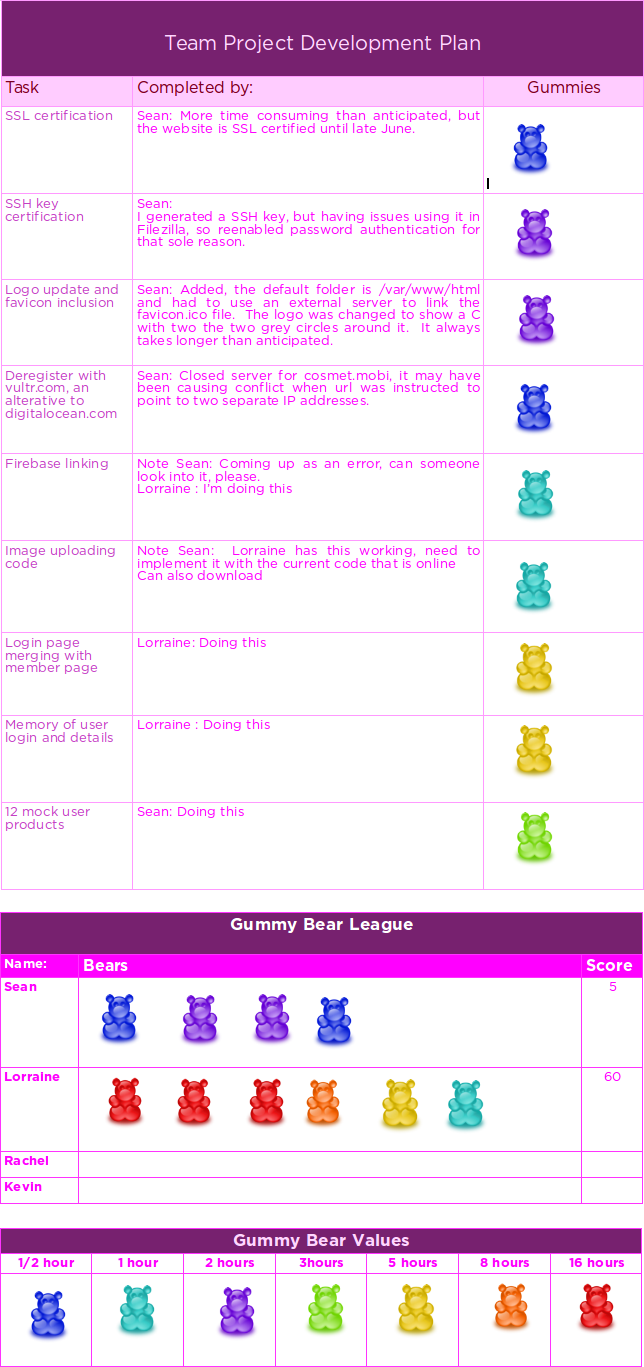 Team Project Development Plan
Task
Completed by:
Gummies
SSL certification
Sean: More time consuming than anticipated, but
the website is SSL certified until late June.
SSH key
certification
Sean:
I generated a SSH key, but having issues using it in
Filezilla, so reenabled password authentication for
that sole reason.
Logo update and
favicon inclusion
Sean: Added, the default folder is /var/www/html
and had to use an external server to link the
favicon.ico file. The logo was changed to show a C
with two the two grey circles around it. It always
takes longer than anticipated.
Deregister with
vultr.com, an
alterative to
digitalocean.com
Sean: Closed server for cosmet.mobi, it may have
been causing conflict when url was instructed to
point to two separate IP addresses.
Firebase linking
Note Sean: Coming up as an error, can someone
look into it, please.
Lorraine : I'm doing this
Image uploading
code
Note Sean: Lorraine has this working, need to
implement it with the current code that is online
Can also download
Login page
merging with
member page
Lorraine: Doing this
Memory of user
login and details
Lorraine : Doing this
12 mock user
products
Sean: Doing this
Gummy Bear League
Name:
Bears
Score
Sean
5
Lorraine
60
Rachel
Kevin
Gummy Bear Values
1/2 hour
1 hour
2 hours
3hours
5 hours
8 hours
16 hours